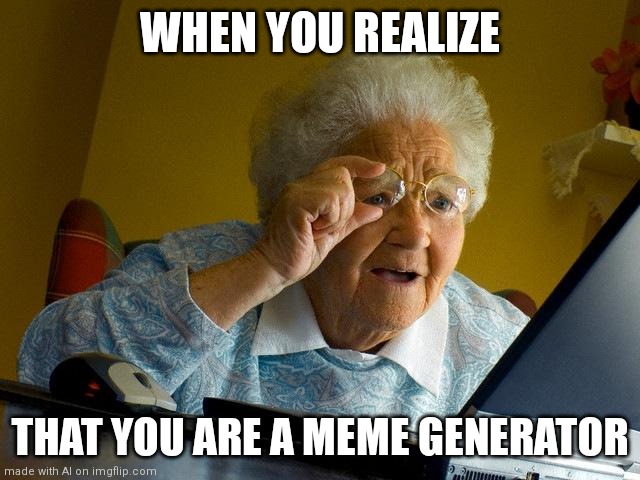 WHEN YOU REALIZE
THAT YOU ARE A MEME GENERATOR
made with AI on imgflip.com